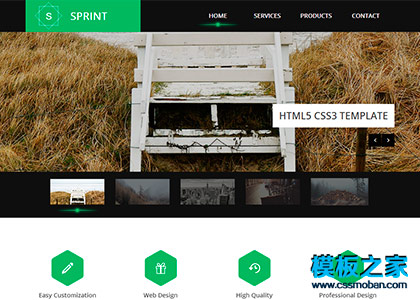 S SPRINT
HOME SERVICES PRODUCTS CONTACT
HTML5 CSS3 TEMPLATE
Easy Customization Web Design High Quality Professional Design
模板之家
www.cssmoban.com